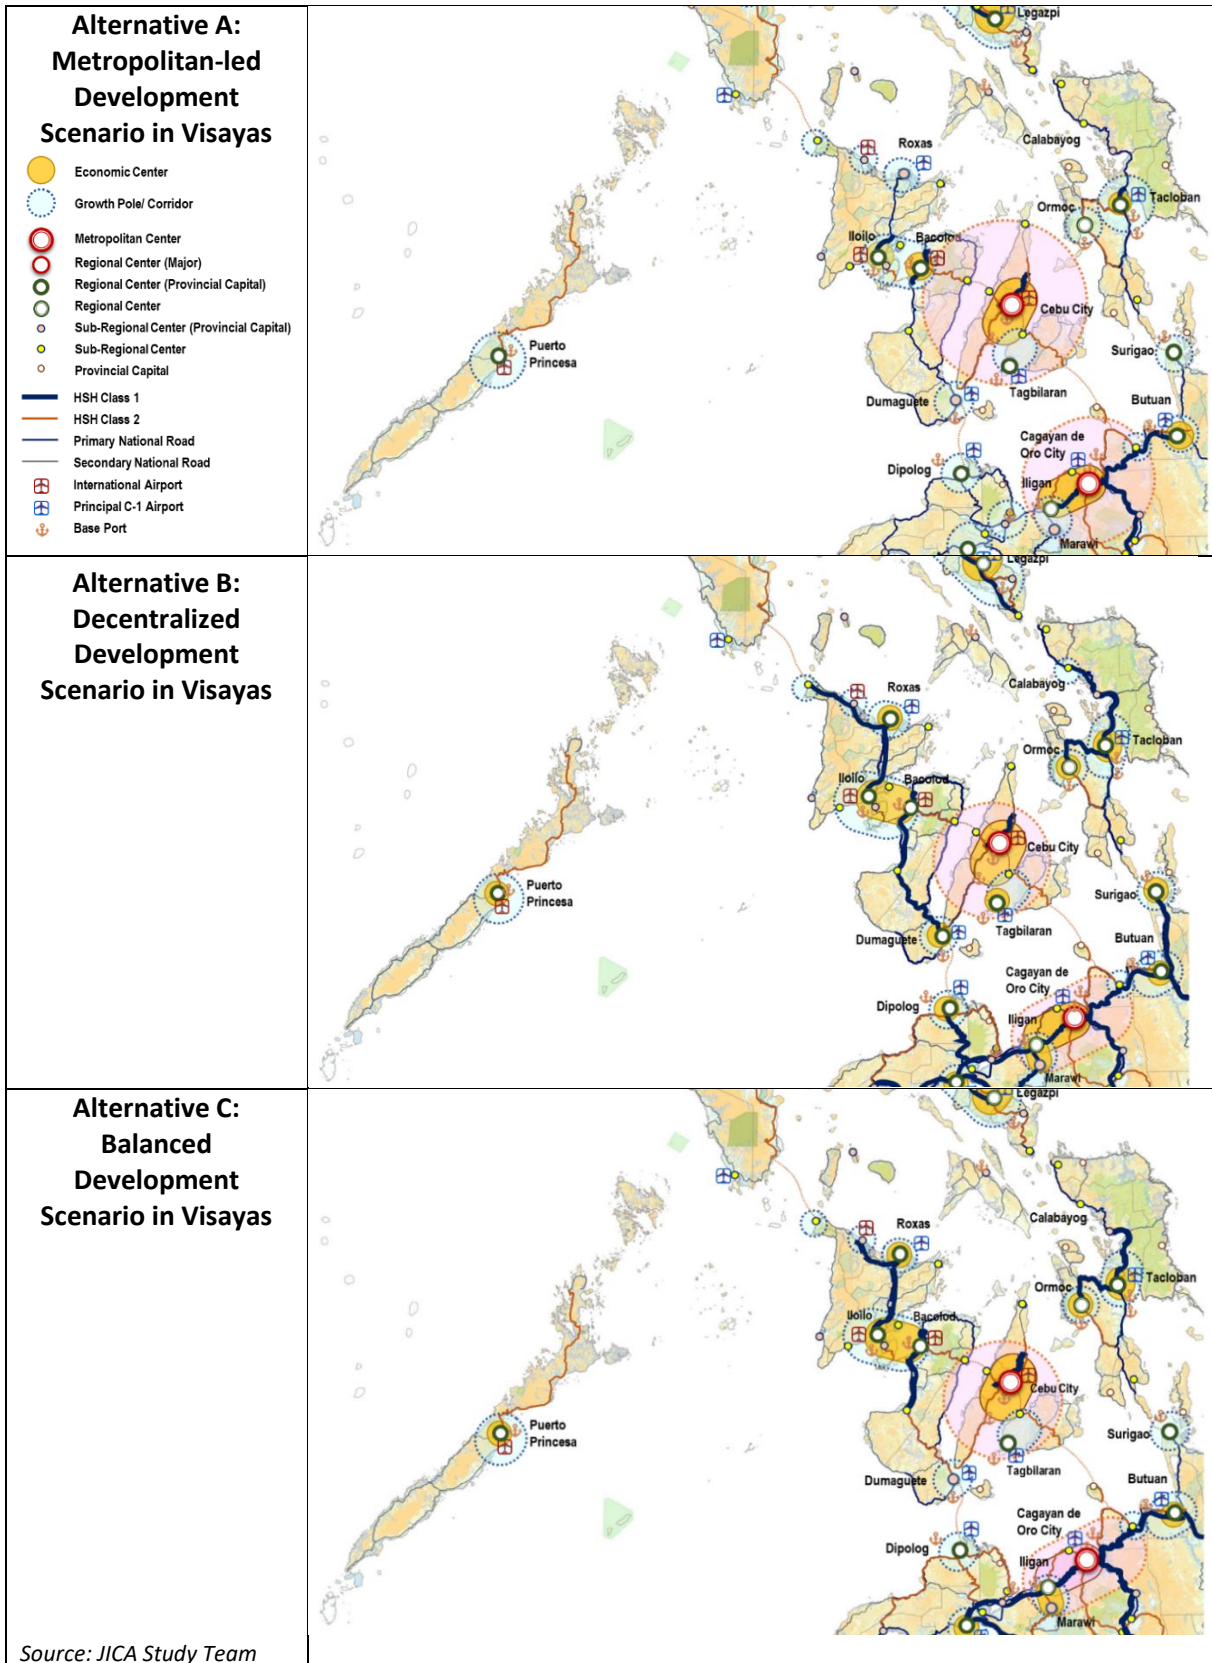 Alternative A:
Metropolitan-led
Development
Scenario in Visayas
Economic Center
Growth Pole/ Corridor
Metropolitan Center
Regional Center (Major)
Regional Center (Provincial Capital)
Regional Center
Sub-Regional Center (Provincial Capital)
Sub-Regional Center
Provincial Capital
HSH Class 1
HSH Class 2
Primary National Road
Secondary National Road
International Airport
Principal C-1 Airport
Base Port
Legazpi
Calabayog
Roxas
Tacloban
Ormoc
Iloilo
Bacolod
Cebu City
Puerto
Princesa
Surigao
Tagbilaran
Dumaguete
Butuan
Cagayan de
Oro City
Dipolog
Iligan
Marawi
Alternative B:
Decentralized
Development
Scenario in Visayas
Legazpi
Calabayog
Roxas
Tacloban
Ormoc
Iloilo
Bacolod
Cebu City
Puerto
Princesa
Surigao
Tagbilaran
Dumaguete
Butuan
Cagayan de
Oro City
Dipolog
Iligan
Marawi
Alternative C:
Balanced
Development
Scenario in Visayas
Legazpi
Calabayog
Roxas
Tacloban
Ormoc
Iloilo
Bacolod
Cebu City
Puerto
Princesa
Surigao
Tagbilaran
Dumaguete
Butuan
Cagayan de
Oro City
Dipolog
Iligan
Marawi
Source: JICA Study Team